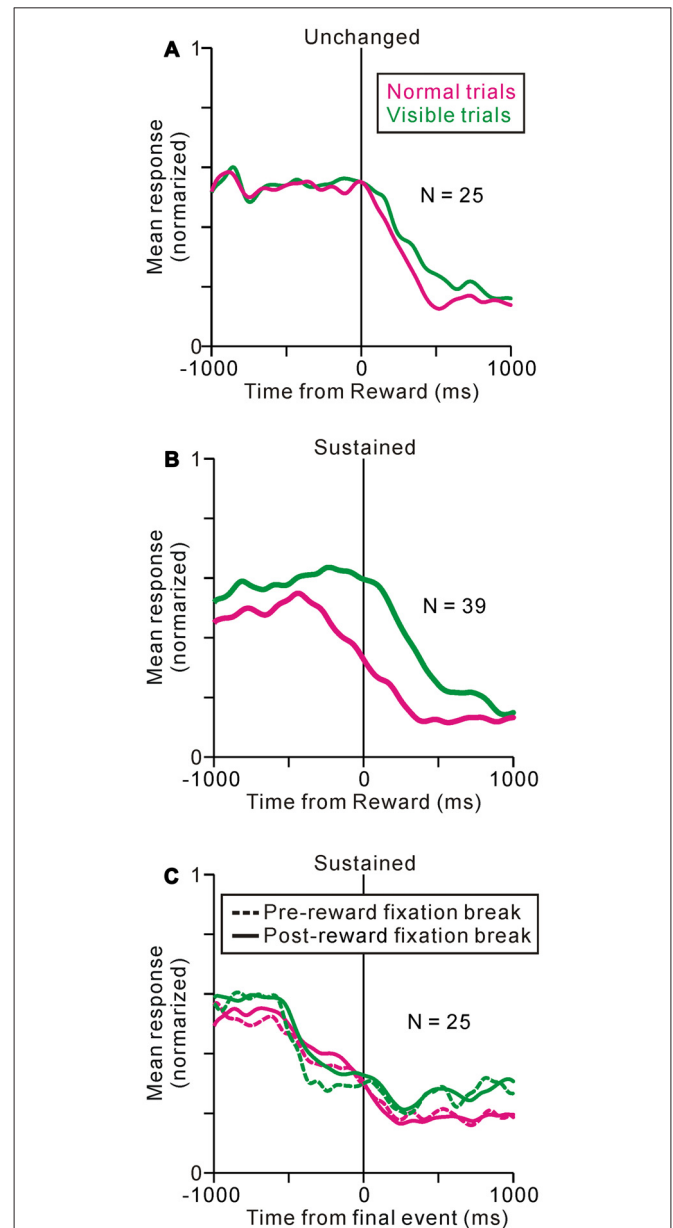 A
Unchanged
1
Normal trials
Visible trials
N = 25
Mean response
(normarized)
0
-1000
0
1000
Time from Reward (ms)
B
Sustained
1
N = 39
Mean response
(normarized)
0
-1000
0
1000
Time from Reward (ms)
C
Sustained
1
Pre-reward fixation break
Post-reward fixation break
N = 25
Mean response
(normarized)
0
-1000
0
1000
Time from final event (ms)